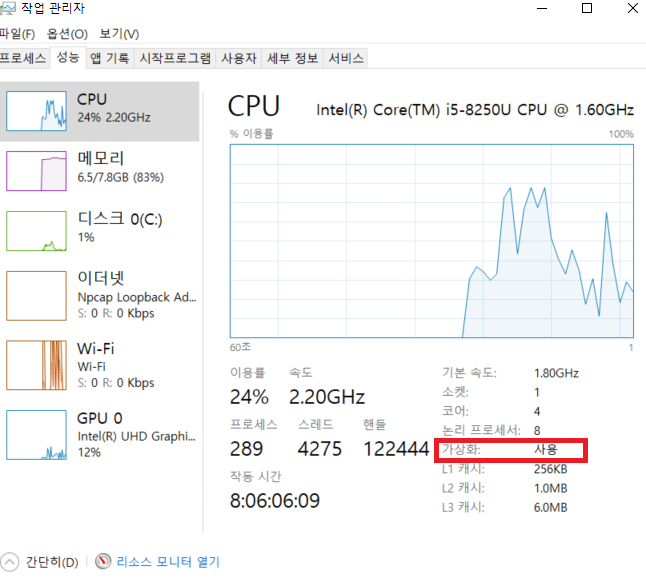 작업 관리자
파일(F) 옵션(O) 보기(V)
프로세스 성능 앱 기록 시작프로그램 사용자 세부 정보 서비스
CPU
24% 2.20GHz
메모리
6.5/7.8GB (83%)
디스크 0(C:)
1%
이더넷
Npcap Loopback Ad...
S: 0 R: 0 Kbps
Wi-Fi
Wi-Fi
S: 0 R: 0 Kbps
GPU 0
Intel(R) UHD Graphi...
12%
CPU Intel(R) Core(TM) i5-8250U CPU @ 1.60GHz
% 이용률 100%
60초 1
이용률 속도
24% 2.20GHz
프로세스 스레드 핸들
289 4275 122444
작동 시간
8:06:06:09
기본 속도: 1.80GHz
소켓: 1
코어: 4
논리 프로세서: 8
가상화: 사용
L1 캐시: 256KB
L2 캐시: 1.0MB
L3 캐시: 6.0MB
간단히(D) 리소스 모니터 열기